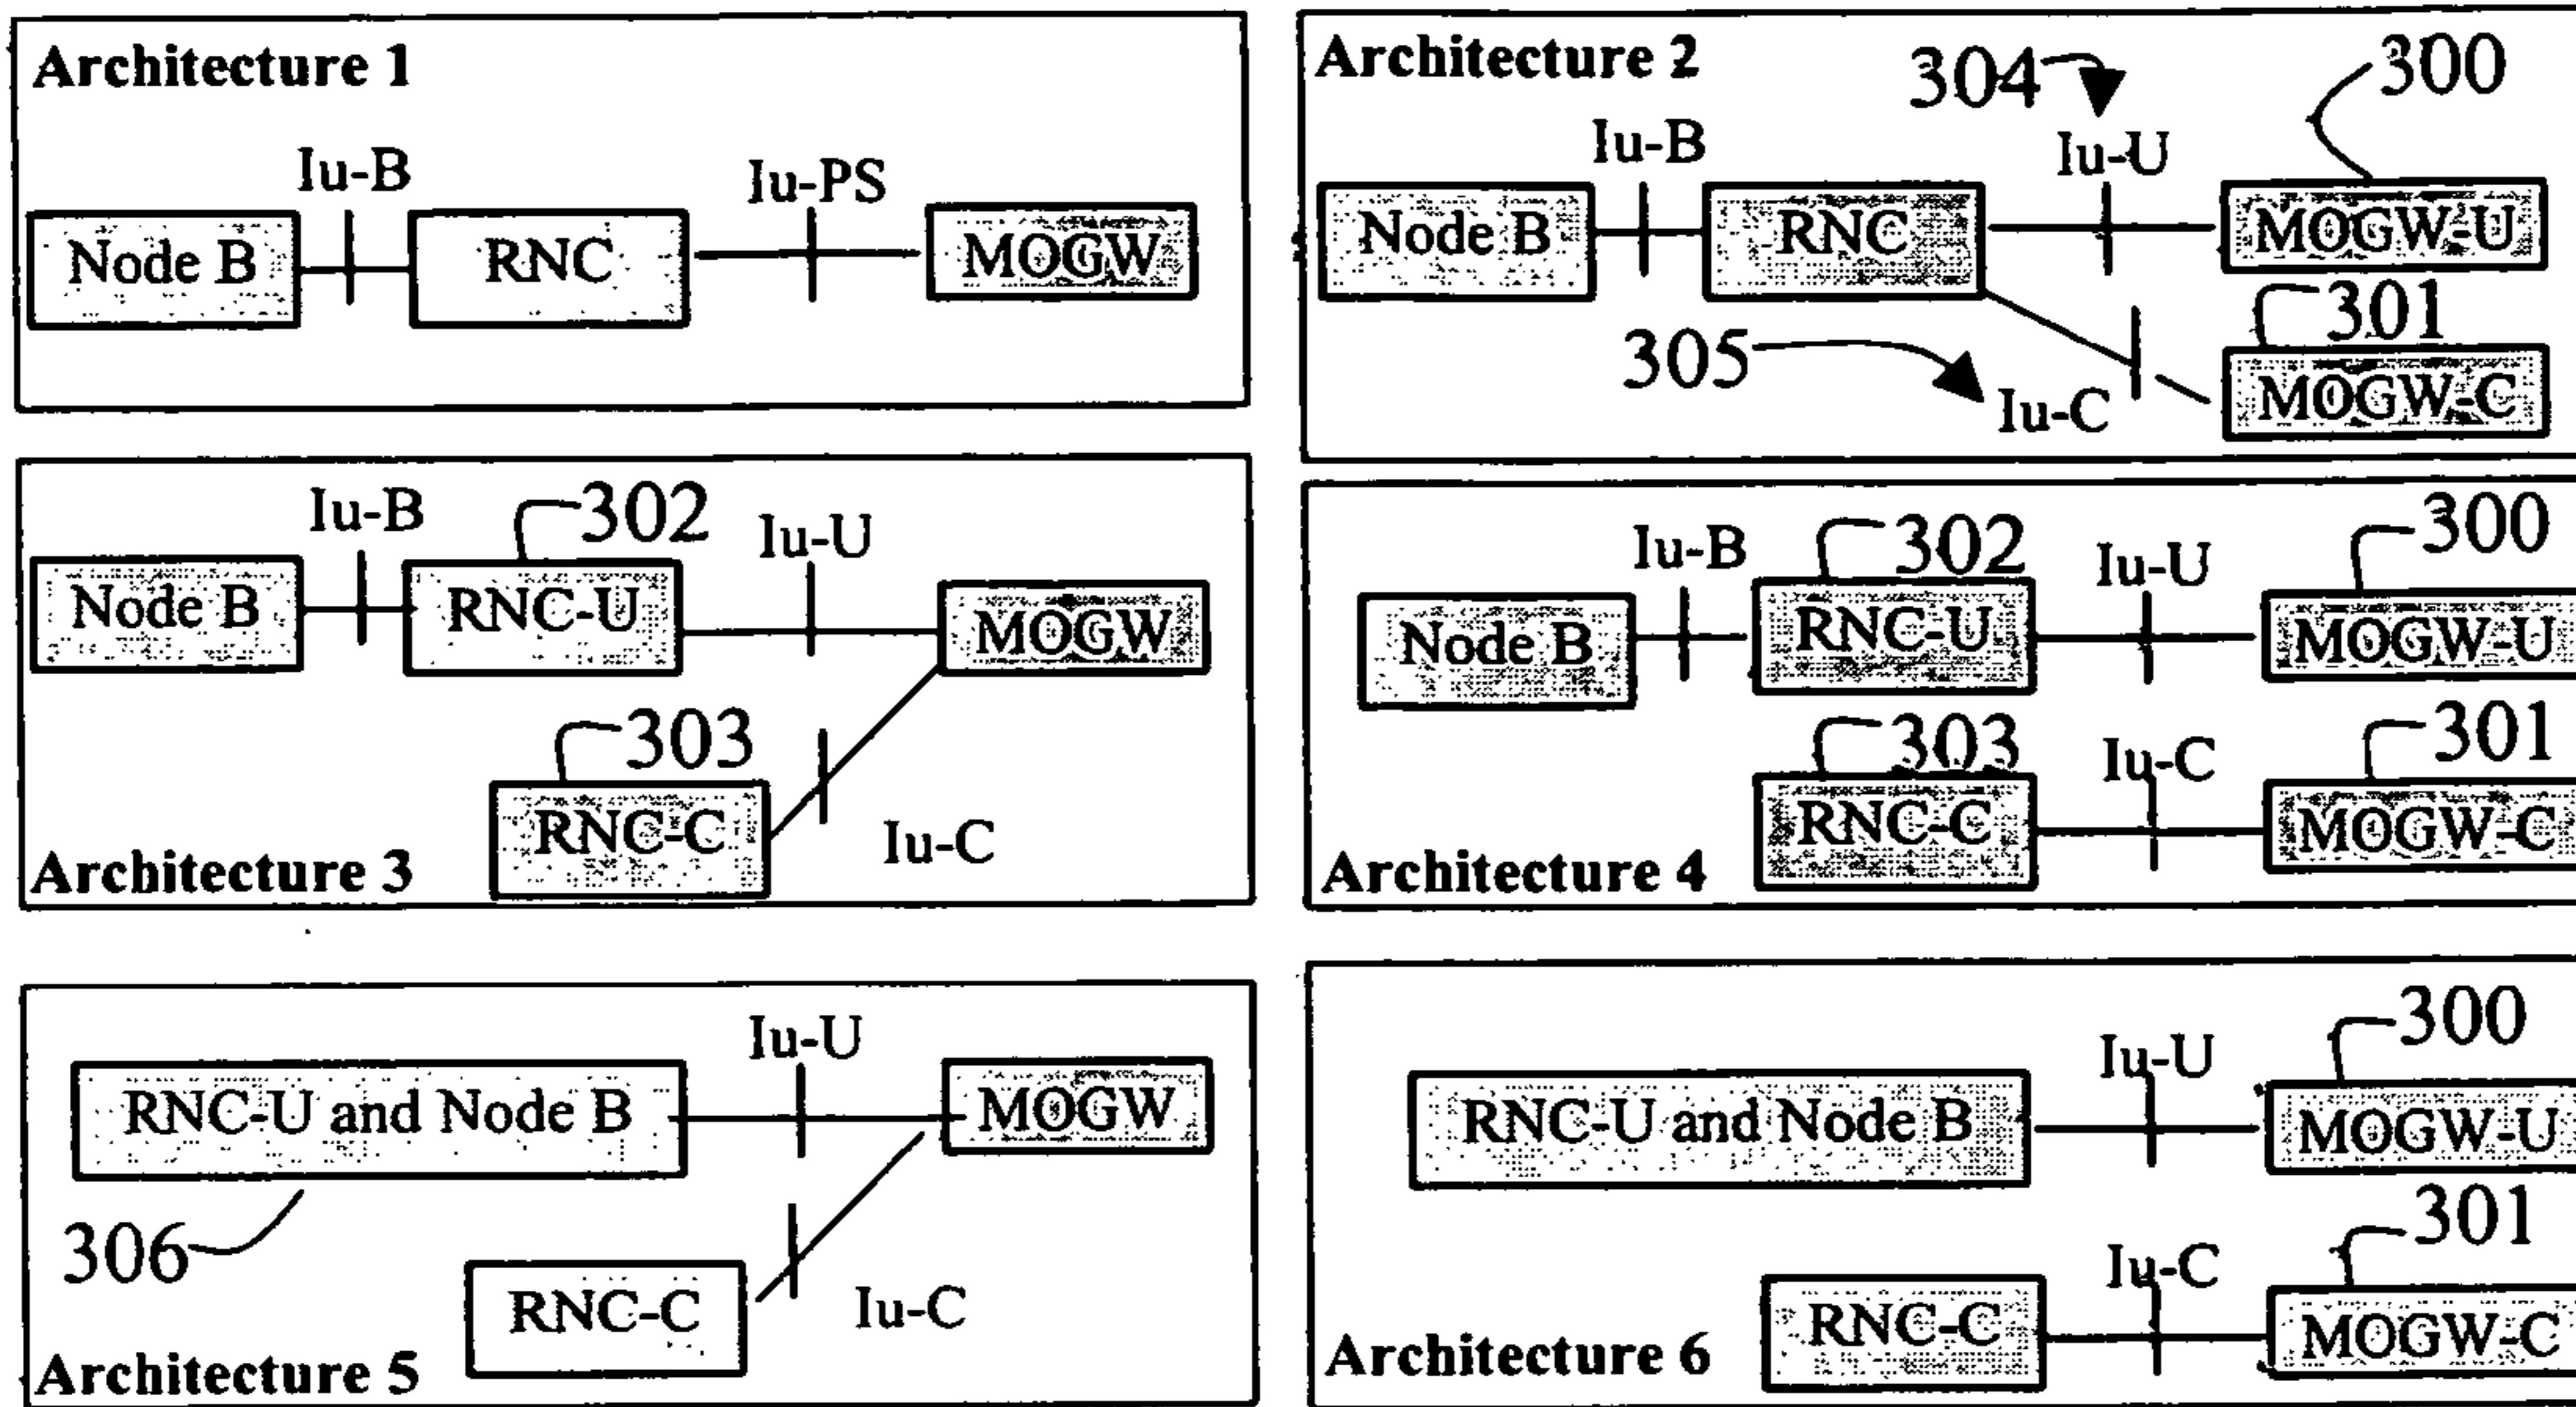 Architecture 1
Iu-B
Iu-PS
Node B
RNC
MOGW
Architecture 2
304
300
Iu-B
Iu-U
Node B
RNC
MOGW-U
301
305
Iu-C
MOGW-C
Iu-B
302
Iu-U
Node B
RNC-U
MOGW
303
RNC-C
Iu-C
Architecture 3
Iu-B
302
Iu-U
300
Node B
RNC-U
MOGW-U
303
Iu-C
301
RNC-C
MOGW-C
Architecture 4
Iu-U
RNC-U and Node B
MOGW
306
RNC-C
Iu-C
Architecture 5
300
Iu-U
RNC-U and Node B
MOGW-U
301
Iu-C
RNC-C
MOGW-C
Architecture 6